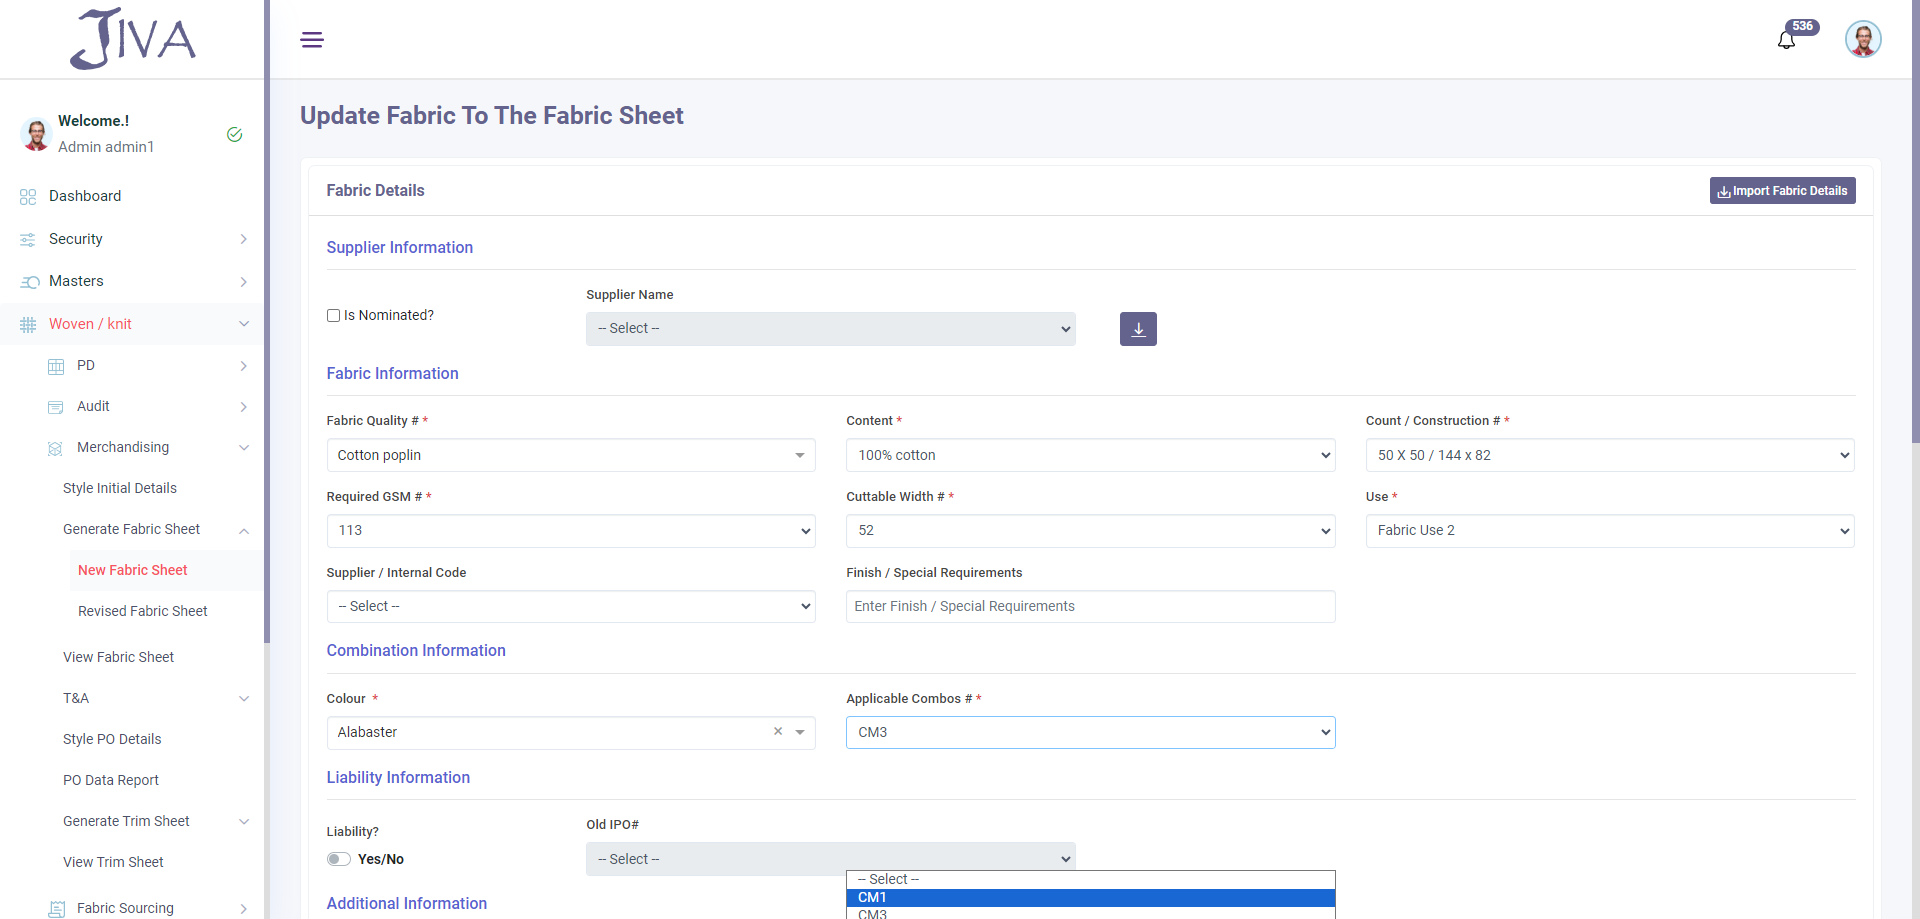 JIVA
536
Welcome.!
Admin admin1
Dashboard
Security
Masters
Woven / knit
PD
Audit
Merchandising
Style Initial Details
Generate Fabric Sheet
New Fabric Sheet
Revised Fabric Sheet
View Fabric Sheet
T&A
Style PO Details
PO Data Report
Generate Trim Sheet
View Trim Sheet
Fabric Sourcing
Update Fabric To The Fabric Sheet
Fabric Details
Import Fabric Details
Supplier Information
Is Nominated?
Supplier Name
-- Select --
Fabric Information
Fabric Quality # *
Content *
Count / Construction # *
Cotton poplin
100% cotton
50 X 50 / 144 x 82
Required GSM # *
Cuttable Width # *
Use *
113
52
Fabric Use 2
Supplier / Internal Code
Finish / Special Requirements
-- Select --
Enter Finish / Special Requirements
Combination Information
Colour *
Applicable Combos # *
Alabaster
CM3
Liability Information
Liability?
Old IPO#
Yes/No
-- Select --
-- Select --
CM1
CM3
Additional Information